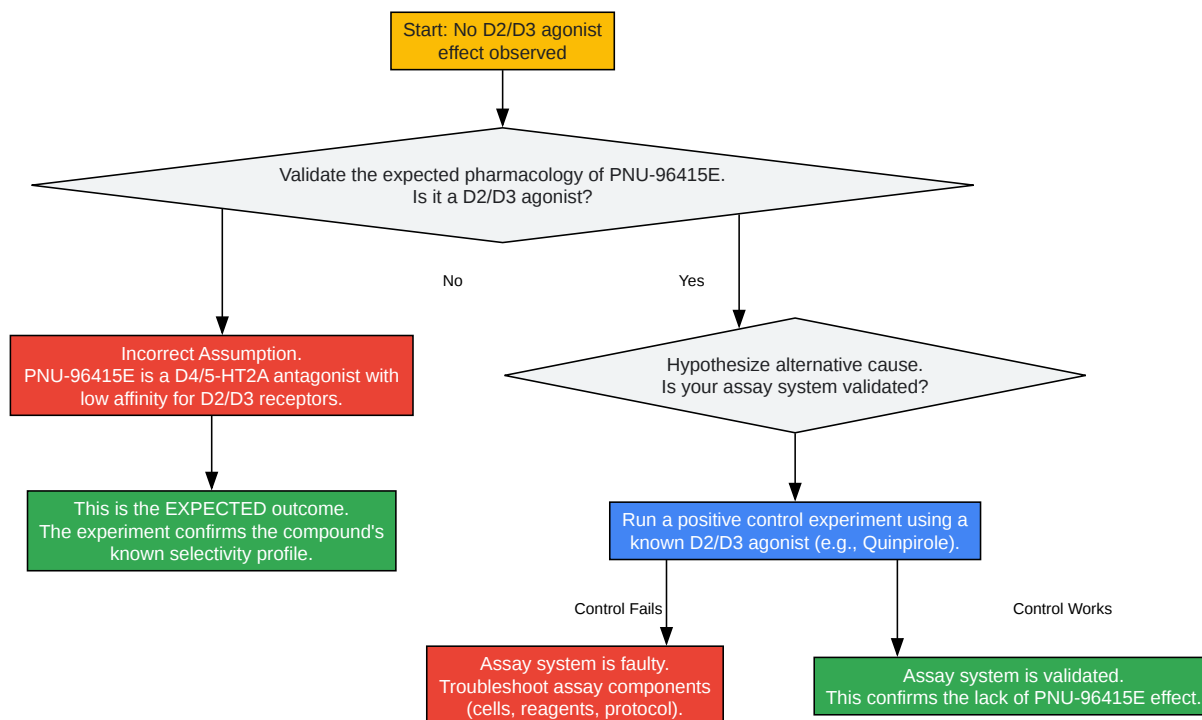 Start: No D2/D3 agonist
effect observed
Validate the expected pharmacology of PNU-96415E.
Is it a D2/D3 agonist?
No
Yes
Incorrect Assumption.
PNU-96415E is a D4/5-HT2A antagonist with
low affinity for D2/D3 receptors.
Hypothesize alternative cause.
Is your assay system validated?
This is the EXPECTED outcome.
The experiment confirms the compound's
known selectivity profile.
Run a positive control experiment using a
known D2/D3 agonist (e.g., Quinpirole).
Control Fails
Control Works
Assay system is faulty.
Troubleshoot assay components
(cells, reagents, protocol).
Assay system is validated.
This confirms the lack of PNU-96415E effect.